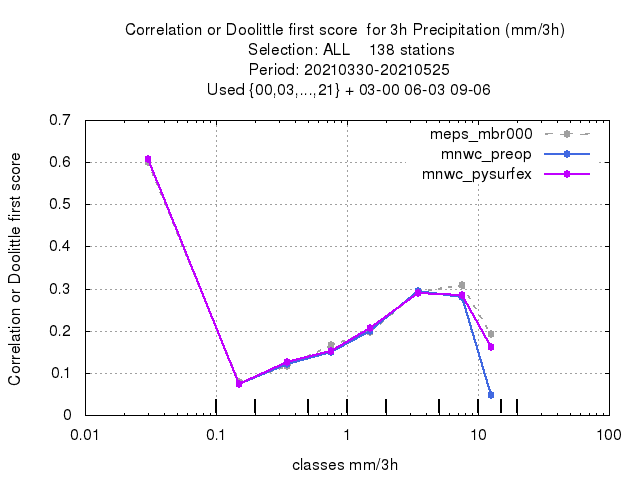 Correlation or Doolittle first score  for 3h Precipitation (mm/3h)
Selection: ALL    138 stations
Period: 20210330-20210525
Used {00,03,...,21} + 03-00 06-03 09-06
meps_mbr000
mnwc_preop
mnwc_pysurfex
Correlation or Doolittle first score
0.7
0.6
0.5
0.4
0.3
0.2
0.1
0
0.01 0.1 1 10 100
classes mm/3h